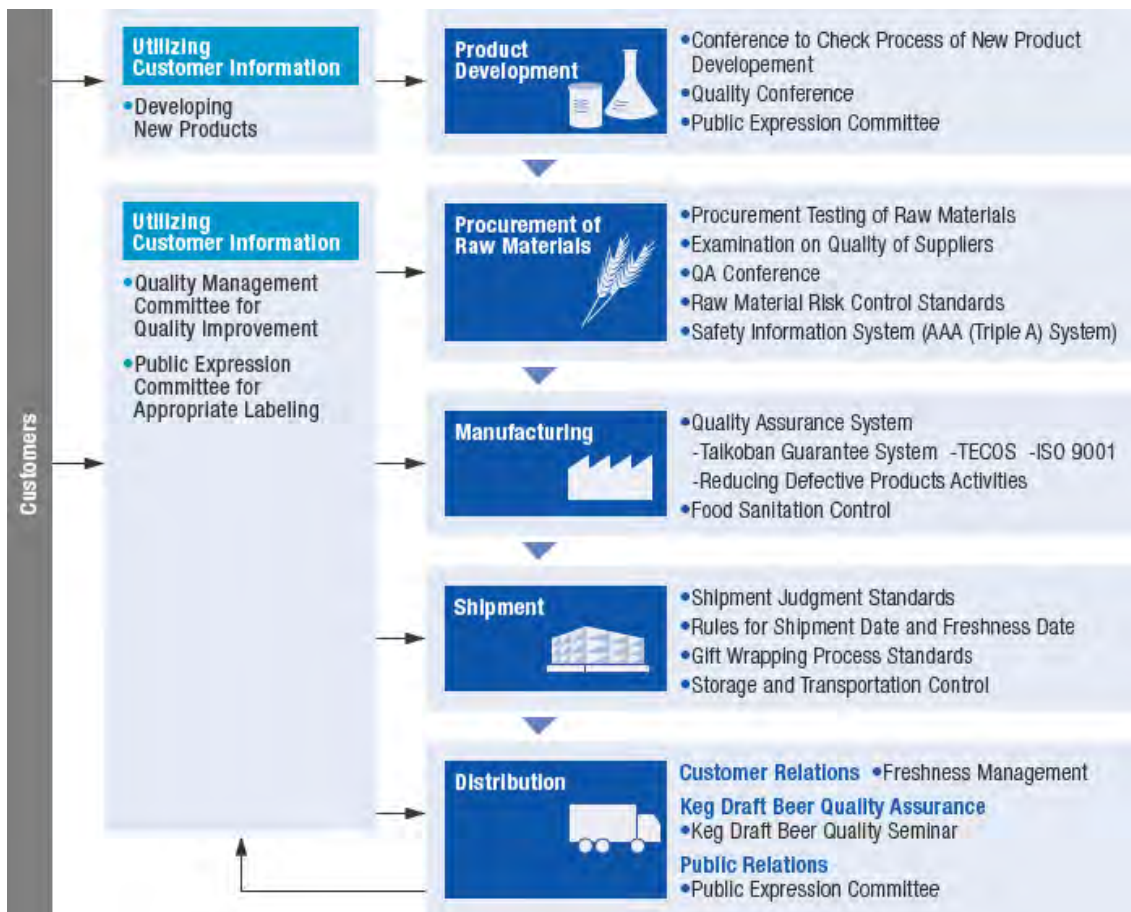 Customers
Utilizing
Customer Information
•Developing
New Products
Product
Development
•Conference to Check Process of New Product
Developement
•Quality Conference
•Public Expression Committee
Utilizing
Customer Information
•Quality Management
Committee for
Quality Improvement
•Public Expression
Committee for
Appropriate Labeling
Procurement of
Raw Materials
•Procurement Testing of Raw Materials
•Examination on Quality of Suppliers
•QA Conference
•Raw Material Risk Control Standards
•Safety Information System (AAA (Triple A) System)
Manufacturing
•Quality Assurance System
-Taikoban Guarantee System -TECOS -ISO 9001
-Reducing Defective Products Activities
•Food Sanitation Control
Shipment
•Shipment Judgment Standards
•Rules for Shipment Date and Freshness Date
•Gift Wrapping Process Standards
•Storage and Transportation Control
Distribution
Customer Relations •Freshness Management
Keg Draft Beer Quality Assurance
•Keg Draft Beer Quality Seminar
Public Relations
•Public Expression Committee